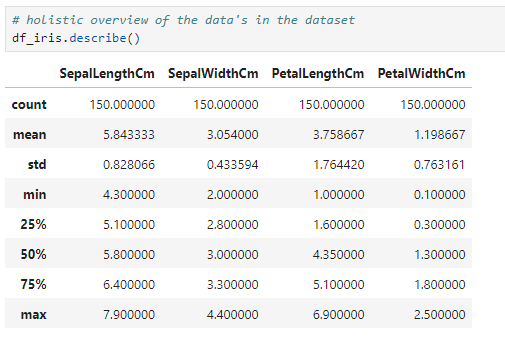 # holistic overview of the data's in the dataset
df_iris.describe()
SepalLengthCm SepalWidthCm PetalLengthCm PetalWidthCm
count 150.000000 150.000000 150.000000 150.000000
mean 5.843333 3.054000 3.758667 1.198667
std 0.828066 0.433594 1.764420 0.763161
min 4.300000 2.000000 1.000000 0.100000
25% 5.100000 2.800000 1.600000 0.300000
50% 5.800000 3.000000 4.350000 1.300000
75% 6.400000 3.300000 5.100000 1.800000
max 7.900000 4.400000 6.900000 2.500000